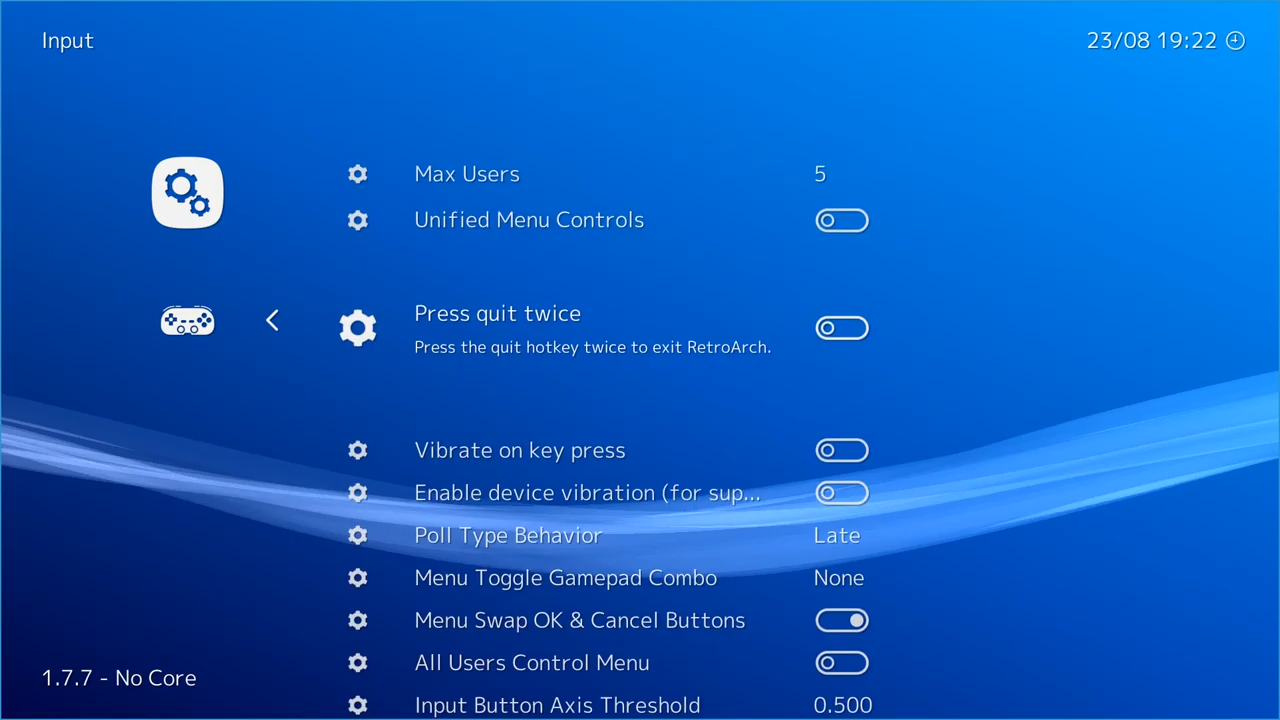 Input
23/08 19:22
Max Users 5
Unified Menu Controls
Press quit twice
Press the quit hotkey twice to exit RetroArch.
Vibrate on key press
Enable device vibration (for sup...
Poll Type Behavior Late
Menu Toggle Gamepad Combo None
Menu Swap OK & Cancel Buttons
All Users Control Menu
Input Button Axis Threshold 0.500
1.7.7 - No Core